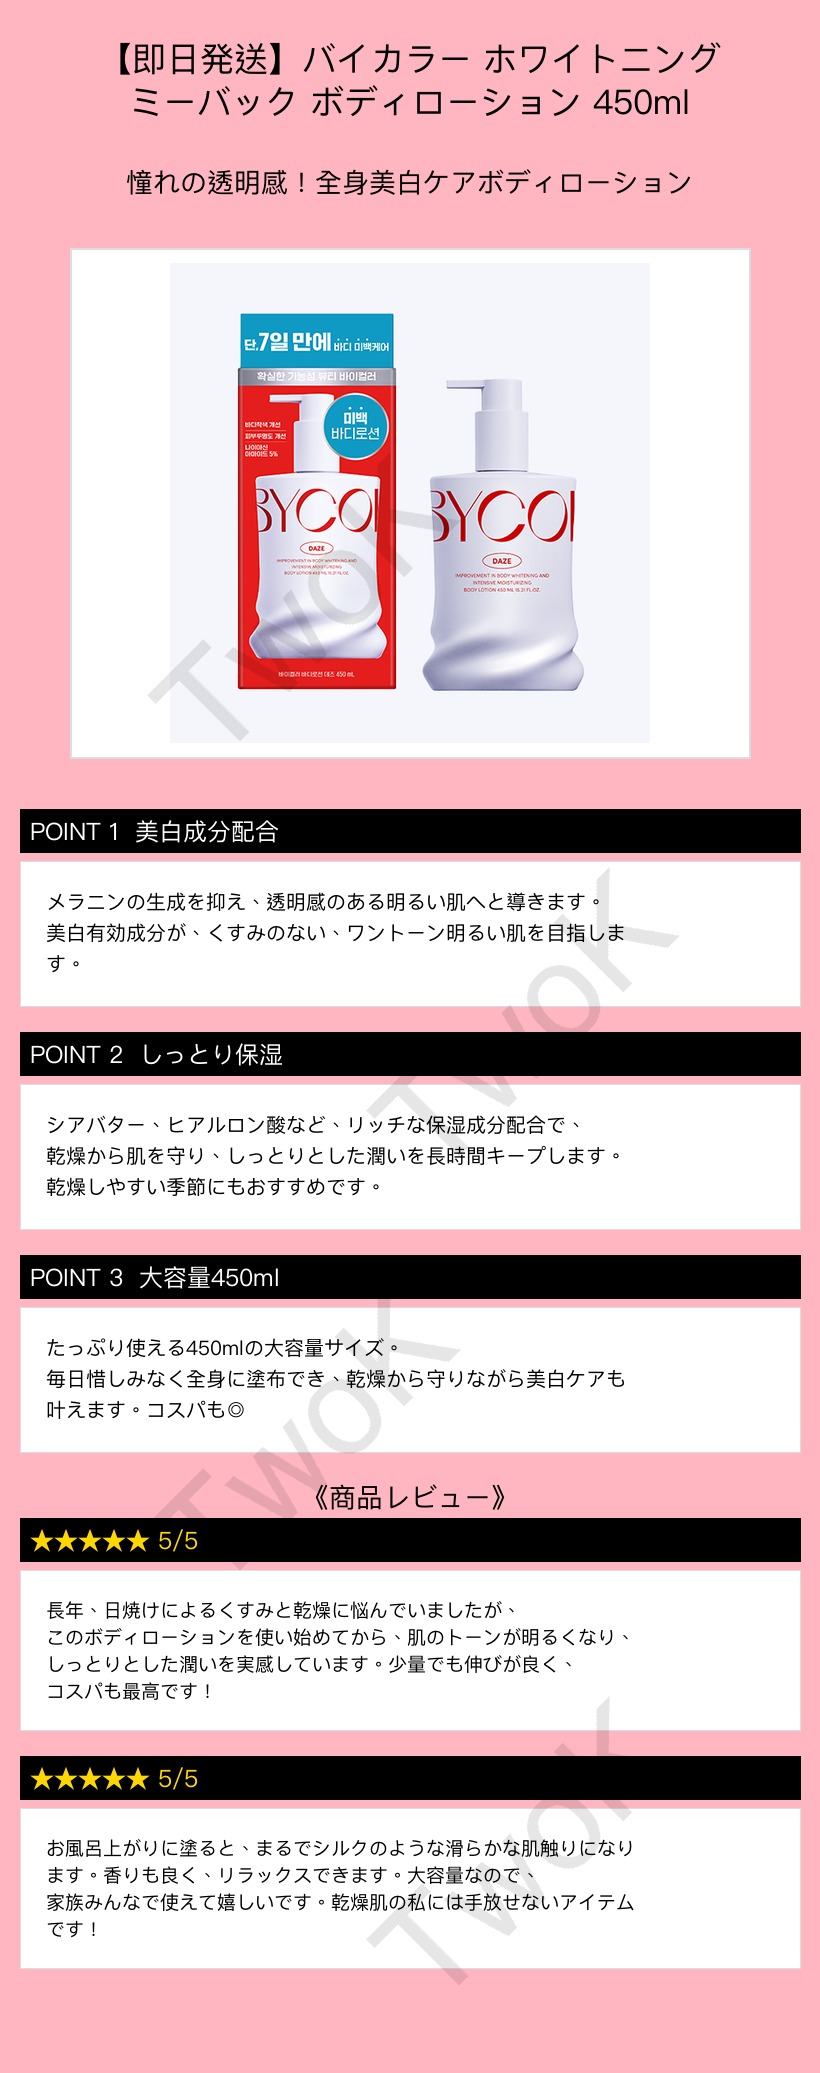 【即日発送】バイカラー ホワイトニング
ミーバック ボディローション 450ml
憧れの透明感！全身美白ケアボディローション
단, 7일 만에 바디 미백케어
확실한 기능성 뷰티 바이컬러
미백
바디로션
바디착색 개선
피부투명도 개선
나이아신
아마이드 5%
BYCOL
DAZE
IMPROVEMENT IN BODY WHITENING AND
INTENSIVE MOISTURIZING
BODY LOTION 450 ML 15.21 FL.OZ.
바이컬러 바디로션 데즈 450 mL
BYCOL
DAZE
IMPROVEMENT IN BODY WHITENING AND
INTENSIVE MOISTURIZING
BODY LOTION 450 ML 15.21 FL.OZ.
TwoK
POINT 1 美白成分配合
メラニンの生成を抑え、透明感のある明るい肌へと導きます。
美白有効成分が、くすみのない、ワントーン明るい肌を目指しま
す。
TwoK
POINT 2 しっとり保湿
シアバター、ヒアルロン酸など、リッチな保湿成分配合で、
乾燥から肌を守り、しっとりとした潤いを長時間キープします。
乾燥しやすい季節にもおすすめです。
POINT 3 大容量450ml
たっぷり使える450mlの大容量サイズ。
毎日惜しみなく全身に塗布でき、乾燥から守りながら美白ケアも
叶えます。コスパも◎
TwoK
《商品レビュー》
★★★★★ 5/5
長年、日焼けによるくすみと乾燥に悩んでいましたが、
このボディローションを使い始めてから、肌のトーンが明るくなり、
しっとりとした潤いを実感しています。少量でも伸びが良く、
コスパも最高です！
★★★★★ 5/5
お風呂上がりに塗ると、まるでシルクのような滑らかな肌触りになり
ます。香りも良く、リラックスできます。大容量なので、
家族みんなで使えて嬉しいです。乾燥肌の私には手放せないアイテム
です！
TwoK